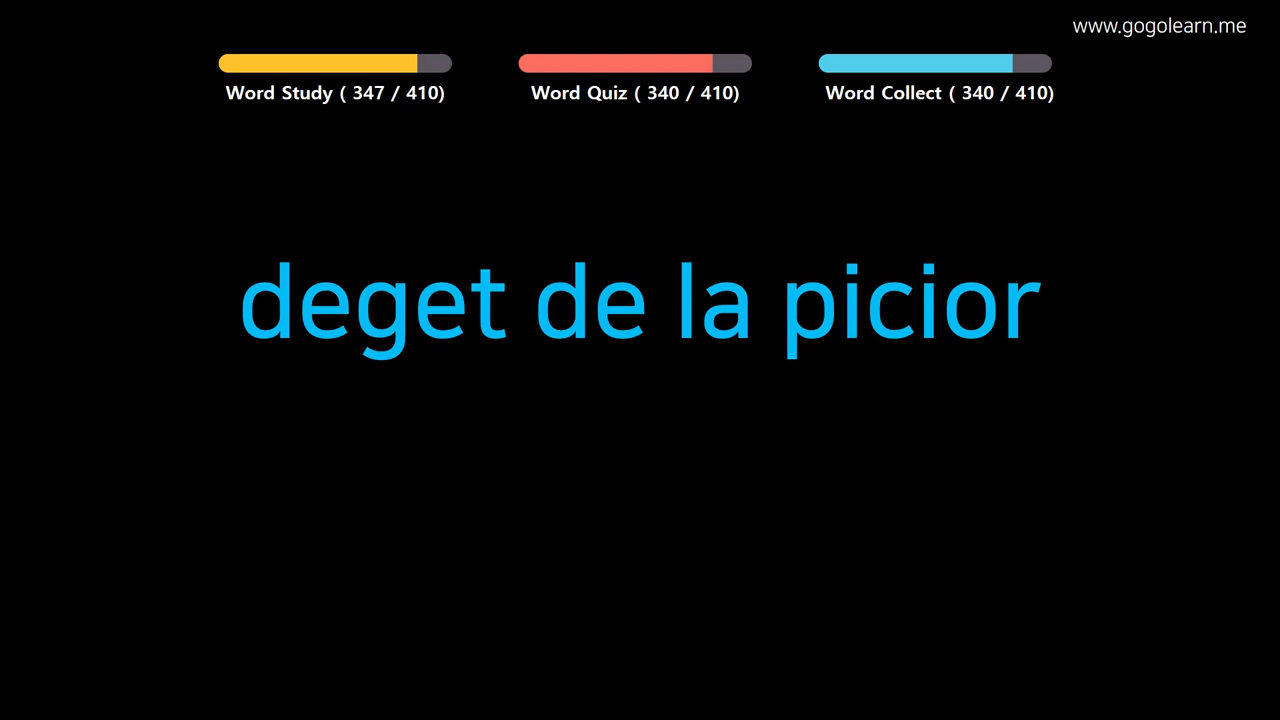 www.gogolearn.me
Word Study ( 347 / 410)
Word Quiz ( 340 / 410)
Word Collect ( 340 / 410)
deget de la picior